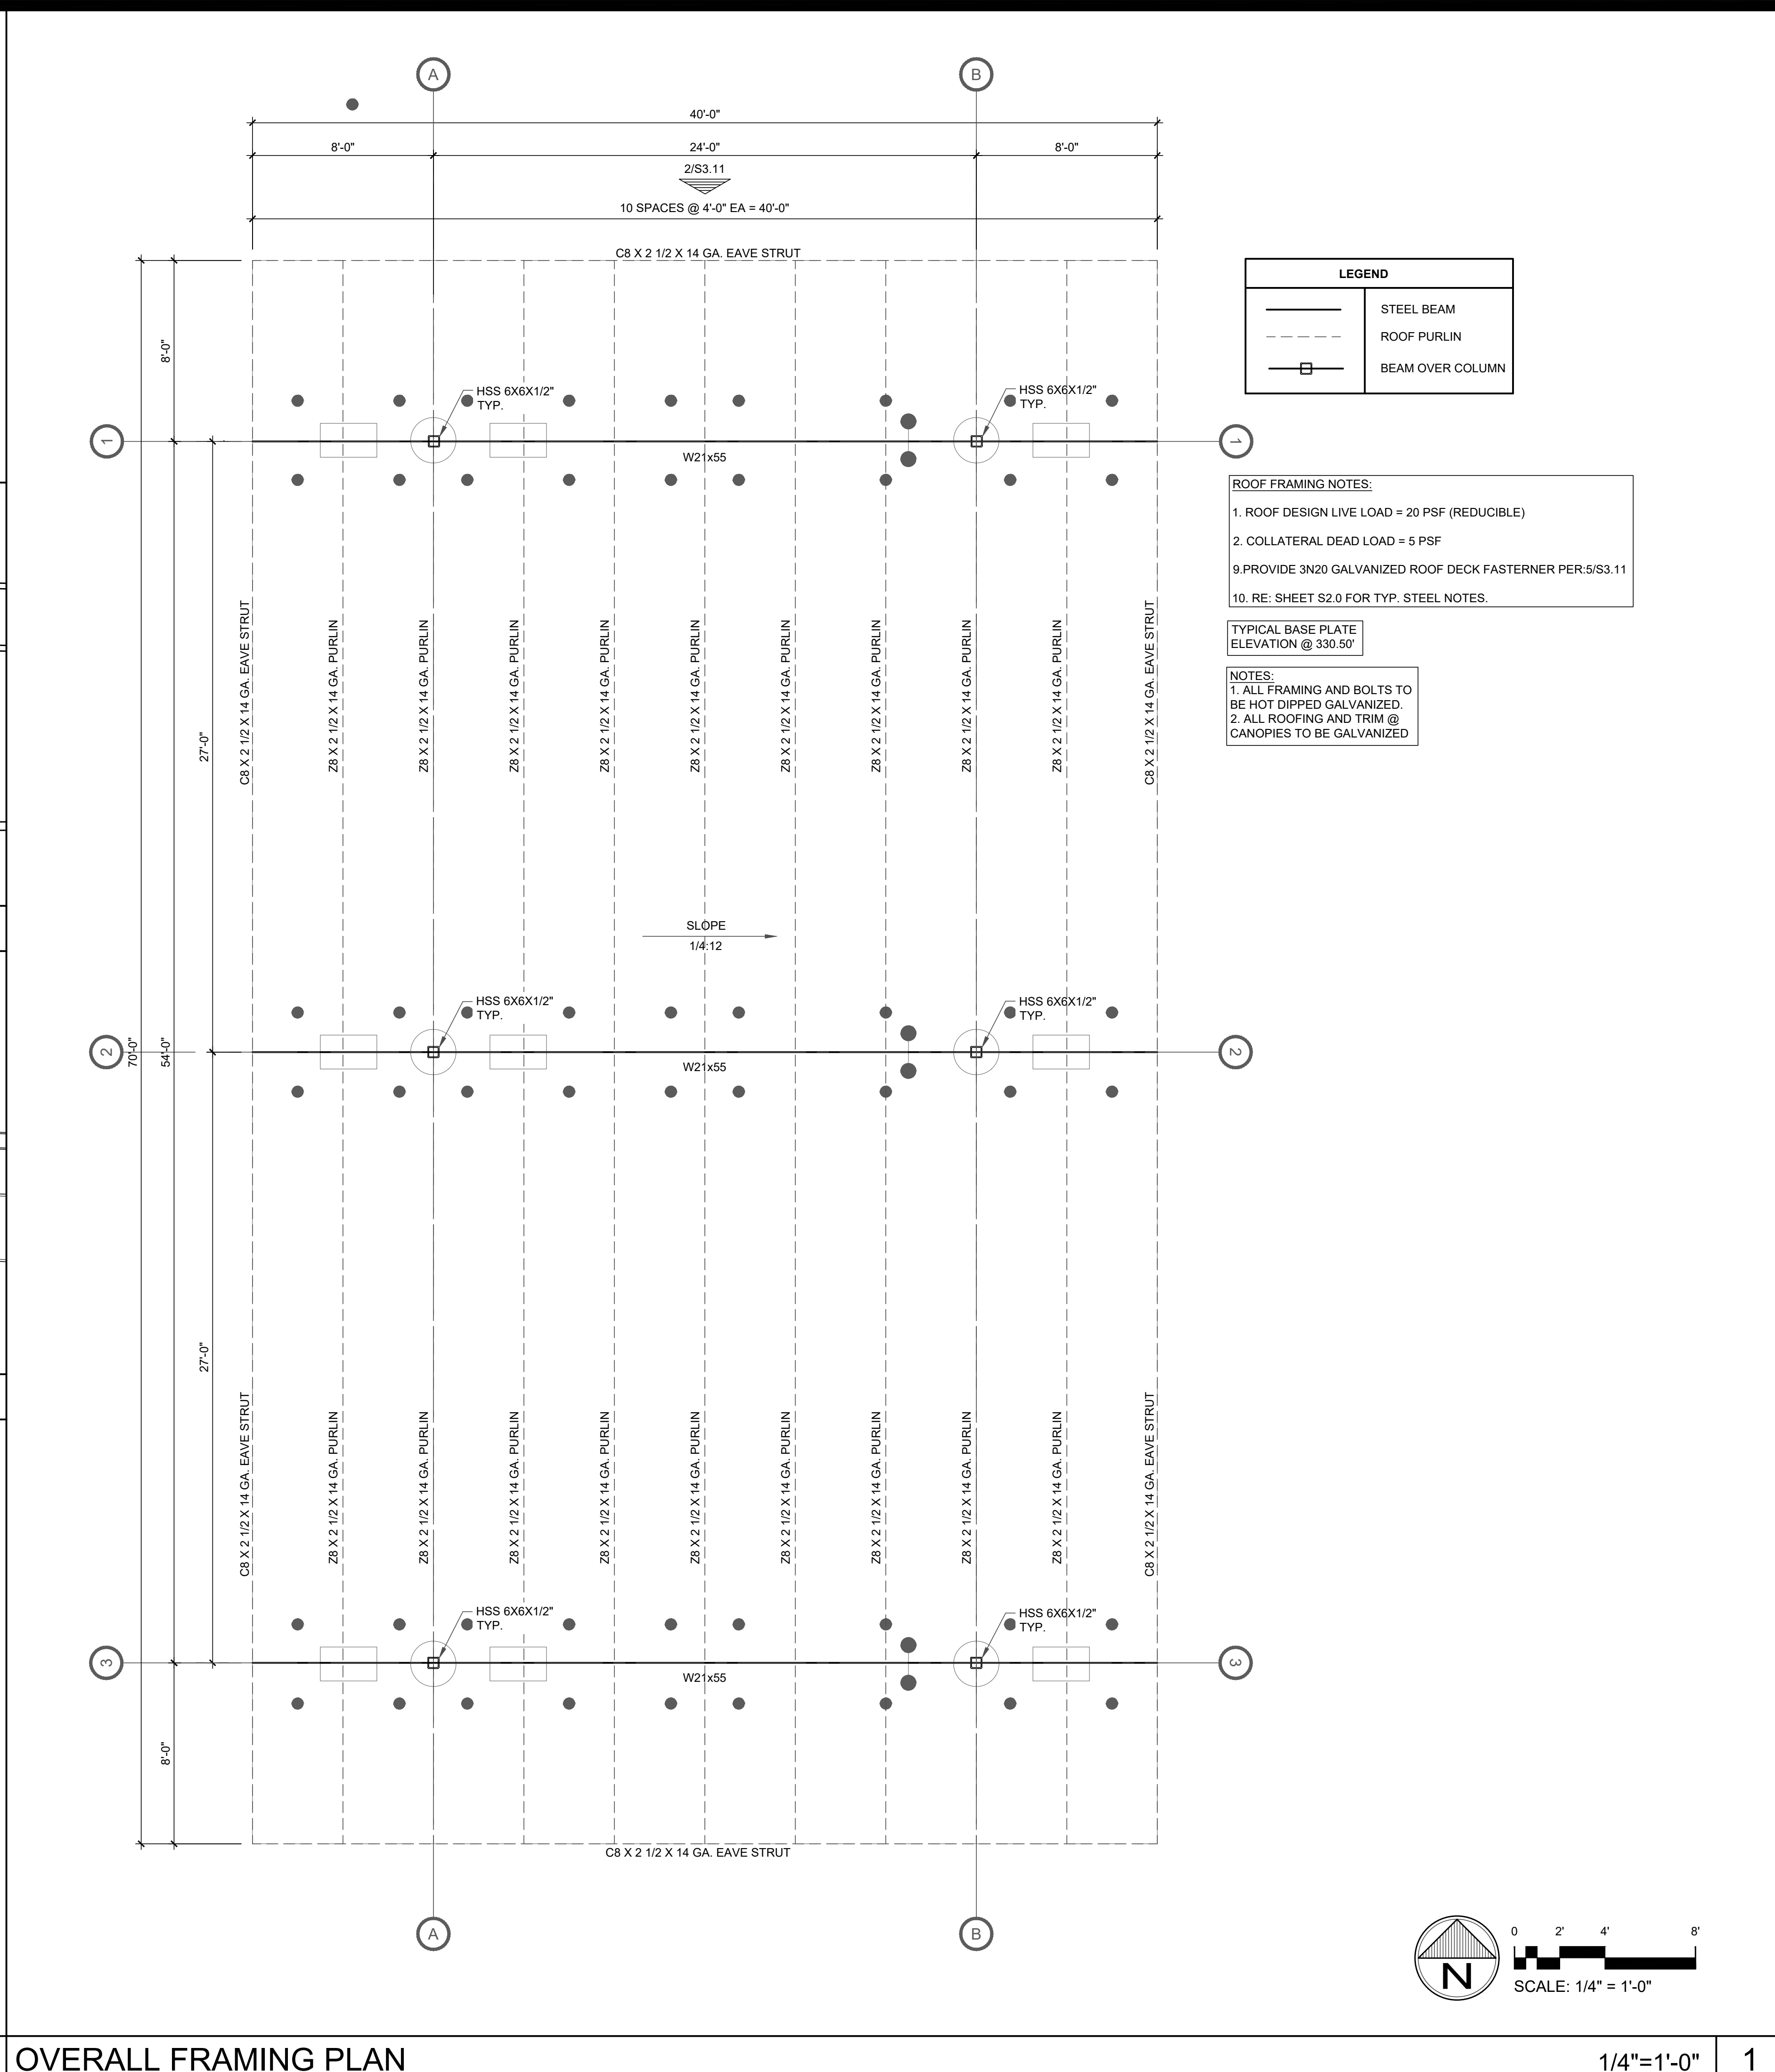 A
B
40'-0"
8'-0"
24'-0"
8'-0"
2/S3.11
10 SPACES @ 4'-0" EA = 40'-0"
C8 X 2 1/2 X 14 GA. EAVE STRUT
8'-0"
HSS 6X6X1/2"
TYP.
HSS 6X6X1/2"
TYP.
1
W21x55
1
LEGEND
STEEL BEAM
ROOF PURLIN
BEAM OVER COLUMN
ROOF FRAMING NOTES:
1. ROOF DESIGN LIVE LOAD = 20 PSF (REDUCIBLE)
2. COLLATERAL DEAD LOAD = 5 PSF
9.PROVIDE 3N20 GALVANIZED ROOF DECK FASTERNER PER:5/S3.11
10. RE: SHEET S2.0 FOR TYP. STEEL NOTES.
TYPICAL BASE PLATE
ELEVATION @ 330.50'
NOTES:
1. ALL FRAMING AND BOLTS TO
BE HOT DIPPED GALVANIZED.
2. ALL ROOFING AND TRIM @
CANOPIES TO BE GALVANIZED
27'-0"
C8 X 2 1/2 X 14 GA. EAVE STRUT
Z8 X 2 1/2 X 14 GA. PURLIN
Z8 X 2 1/2 X 14 GA. PURLIN
Z8 X 2 1/2 X 14 GA. PURLIN
Z8 X 2 1/2 X 14 GA. PURLIN
Z8 X 2 1/2 X 14 GA. PURLIN
Z8 X 2 1/2 X 14 GA. PURLIN
Z8 X 2 1/2 X 14 GA. PURLIN
Z8 X 2 1/2 X 14 GA. PURLIN
Z8 X 2 1/2 X 14 GA. PURLIN
C8 X 2 1/2 X 14 GA. EAVE STRUT
SLOPE
1/4:12
HSS 6X6X1/2"
TYP.
HSS 6X6X1/2"
TYP.
2
70'-0"
54'-0"
W21x55
2
27'-0"
C8 X 2 1/2 X 14 GA. EAVE STRUT
Z8 X 2 1/2 X 14 GA. PURLIN
Z8 X 2 1/2 X 14 GA. PURLIN
Z8 X 2 1/2 X 14 GA. PURLIN
Z8 X 2 1/2 X 14 GA. PURLIN
Z8 X 2 1/2 X 14 GA. PURLIN
Z8 X 2 1/2 X 14 GA. PURLIN
Z8 X 2 1/2 X 14 GA. PURLIN
Z8 X 2 1/2 X 14 GA. PURLIN
Z8 X 2 1/2 X 14 GA. PURLIN
C8 X 2 1/2 X 14 GA. EAVE STRUT
HSS 6X6X1/2"
TYP.
HSS 6X6X1/2"
TYP.
3
W21x55
3
8'-0"
C8 X 2 1/2 X 14 GA. EAVE STRUT
A
B
N
0 2' 4' 8'
SCALE: 1/4" = 1'-0"
OVERALL FRAMING PLAN
1/4"=1'-0"
1